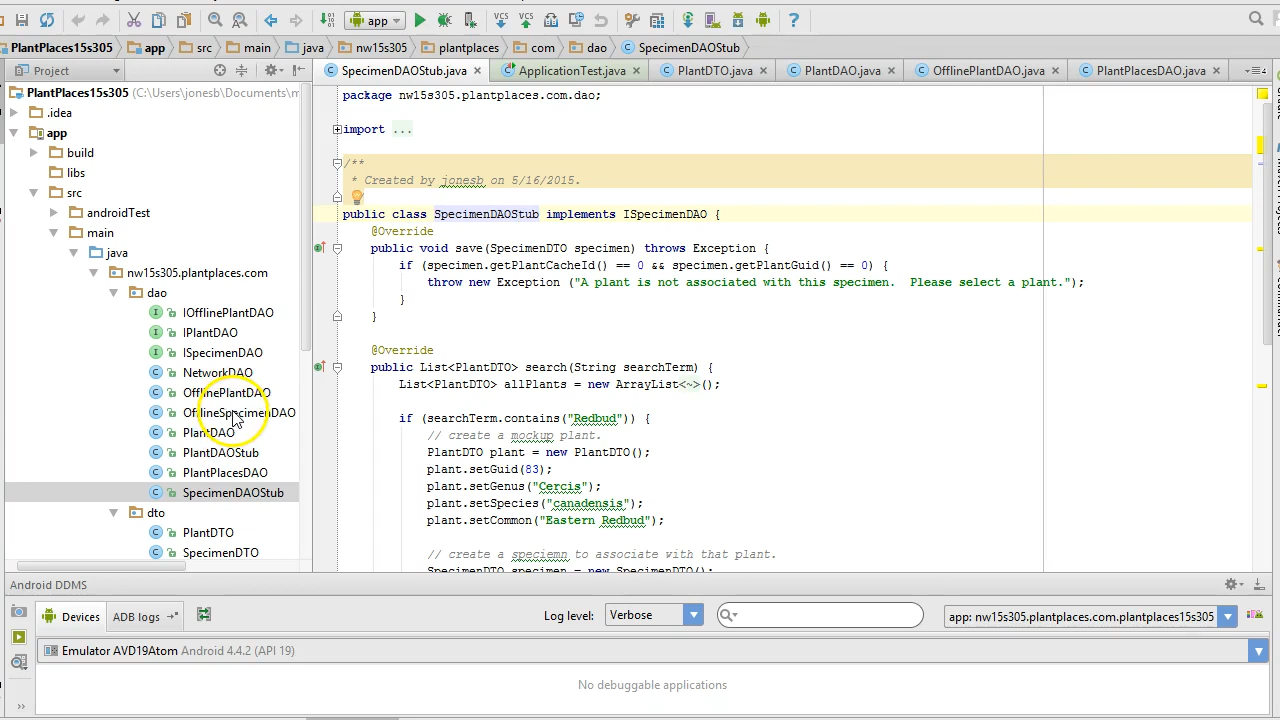 app
PlantPlaces15s305 app src main java nw15s305 plantplaces com dao SpecimenDAOStub
Project
SpecimenDAOStub.java ApplicationTest.java PlantDTO.java PlantDAO.java OfflinePlantDAO.java PlantPlacesDAO.java
PlantPlaces15s305 (C:\Users\jonesb\Documents\m
.idea
app
build
libs
src
androidTest
main
java
nw15s305.plantplaces.com
dao
IOfflinePlantDAO
IPlantDAO
ISpecimenDAO
NetworkDAO
OfflinePlantDAO
OfflineSpecimenDAO
PlantDAO
PlantDAOStub
PlantPlacesDAO
SpecimenDAOStub
dto
PlantDTO
SpecimenDTO
package nw15s305.plantplaces.com.dao;
import ...
/**
* Created by jonesb on 5/16/2015.
public class SpecimenDAOStub implements ISpecimenDAO {
@Override
public void save(SpecimenDTO specimen) throws Exception {
if (specimen.getPlantCacheId() == 0 && specimen.getPlantGuid() == 0) {
throw new Exception ("A plant is not associated with this specimen.  Please select a plant.");
}
}
@Override
public List<PlantDTO> search(String searchTerm) {
List<PlantDTO> allPlants = new ArrayList<~>();
if (searchTerm.contains("Redbud")) {
// create a mockup plant.
PlantDTO plant = new PlantDTO();
plant.setGuid(83);
plant.setGenus("Cercis");
plant.setSpecies("canadensis");
plant.setCommon("Eastern Redbud");
// create a speciemn to associate with that plant.
SpecimenDTO specimen = new SpecimenDTO();
Android DDMS
Devices ADB logs Log level: Verbose app: nw15s305.plantplaces.com.plantplaces15s305
Emulator AVD19Atom Android 4.4.2 (API 19)
No debuggable applications